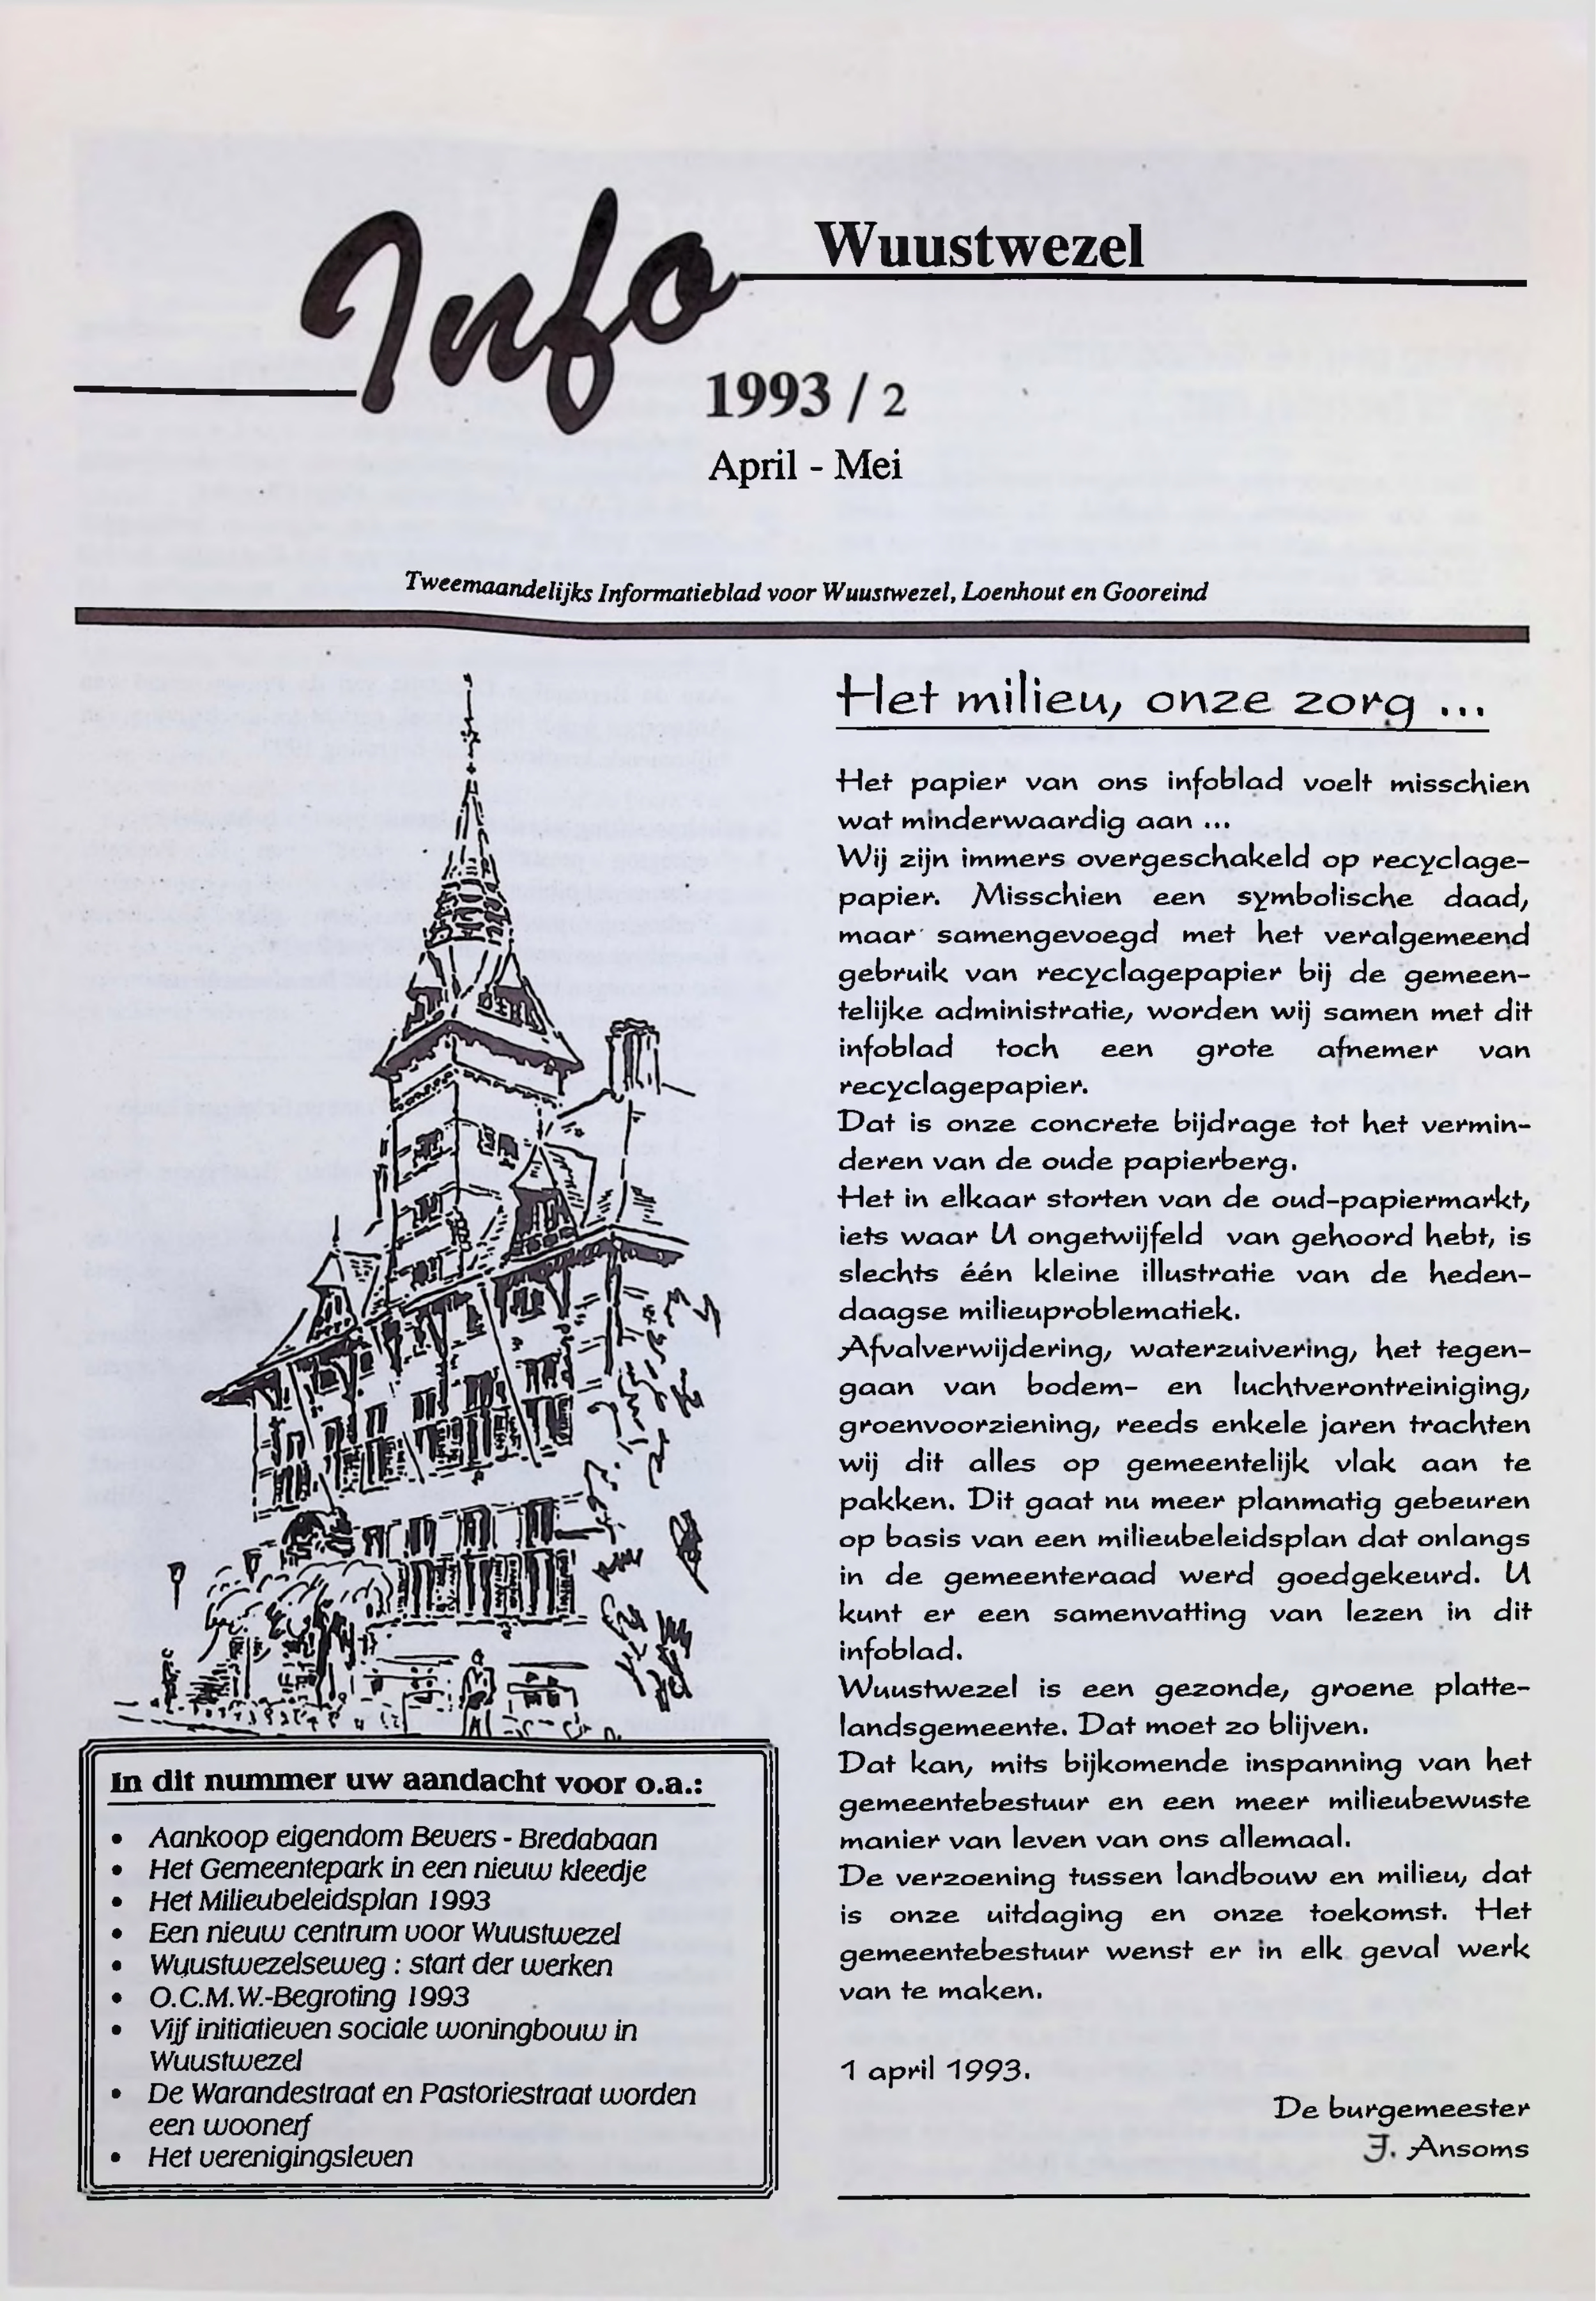 Info Wuustwezel
1993 / 2
April - Mei
Tweemaandelijks Informatieblad voor Wuustwezel, Loenhout en Gooreind
In dit nummer uw aandacht voor o.a.:
• Aankoop eigendom Bevers - Bredabaan
• Het Gemeentepark in een nieuw kleedje
• Het Milieubeleidsplan 1993
• Een nieuw centrum voor Wuustwezel
• Wuustwezelseweg : start der werken
• O.C.M.W.-Begroting 1993
• Vijf initiatieven sociale woningbouw in
Wuustwezel
• De Warandestraat en Pastoriestraat worden
een woonerf
• Het verenigingsleven
Het milieu, onze zorg ...
Het papier van ons infoblad voelt misschien
wat minderwaardig aan ...
Wij zijn immers overgeschakeld op recyclage-
papier. Misschien een symbolische daad,
maar samengevoegd met het veralgemeend
gebruik van recyclagepapier bij de gemeen-
telijke administratie, worden wij samen met dit
infoblad toch een grote afnemer van
recyclagepapier.
Dat is onze concrete bijdrage tot het vermin-
deren van de oude papierberg.
Het in elkaar storten van de oud-papiermarkt,
iets waar U ongetwijfeld van gehoord hebt, is
slechts één kleine illustratie van de heden-
daagse milieuproblematiek.
Afvalverwijdering, waterzuivering, het tegen-
gaan van bodem- en luchtverontreiniging,
groenvoorziening, reeds enkele jaren trachten
wij dit alles op gemeentelijk vlak aan te
pakken. Dit gaat nu meer planmatig gebeuren
op basis van een milieubeleidsplan dat onlangs
in de gemeenteraad werd goedgekeurd. U
kunt er een samenvatting van lezen in dit
infoblad.
Wuustwezel is een gezonde, groene platte-
landsgemeente. Dat moet zo blijven.
Dat kan, mits bijkomende inspanning van het
gemeentebestuur en een meer milieubewuste
manier van leven van ons allemaal.
De verzoening tussen landbouw en milieu, dat
is onze uitdaging en onze toekomst. Het
gemeentebestuur wenst er in elk geval werk
van te maken.
1 april 1993.
De burgemeester
J. Ansoms